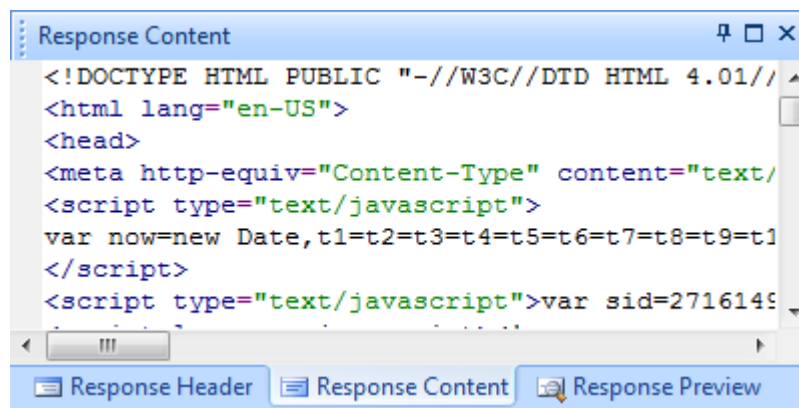 Response Content
<!DOCTYPE HTML PUBLIC "-//W3C//DTD HTML 4.01//
<html lang="en-US">
<head>
<meta http-equiv="Content-Type" content="text/
<script type="text/javascript">
var now=new Date,t1=t2=t3=t4=t5=t6=t7=t8=t9=t1
</script>
<script type="text/javascript">var sid=2716149
Response Header Response Content Response Preview